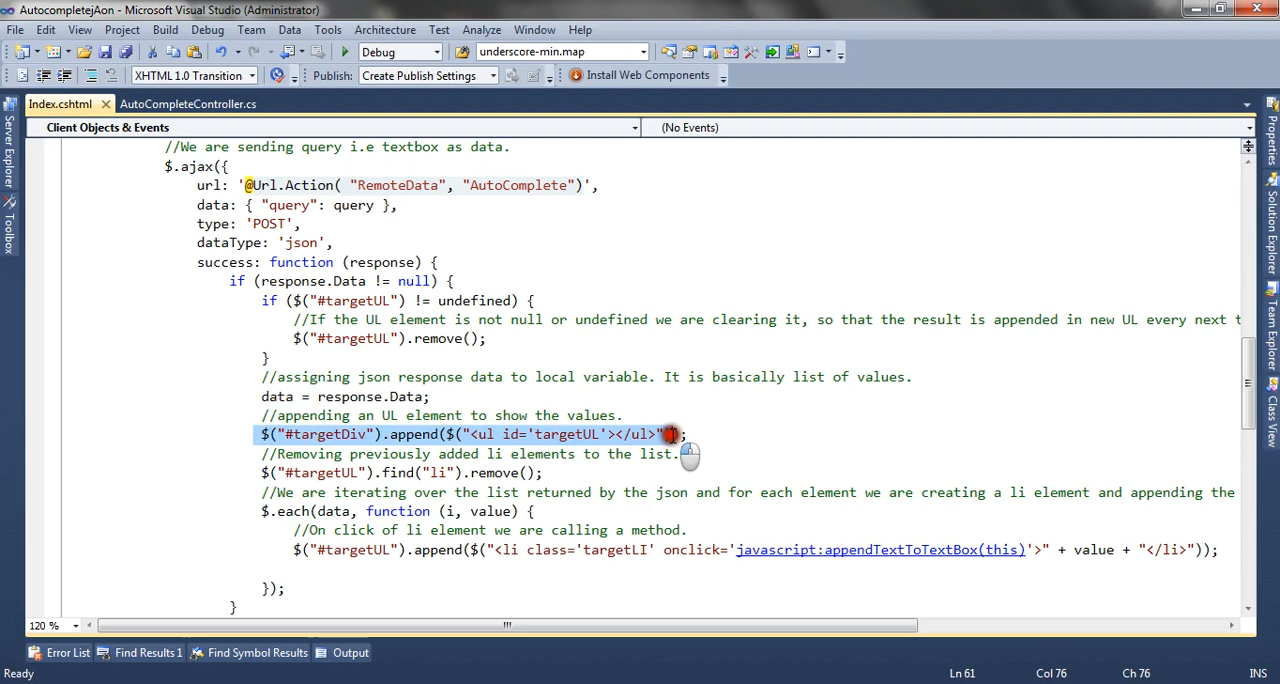 AutocompletejAon - Microsoft Visual Studio (Administrator)
File Edit View Project Build Debug Team Data Tools Architecture Test Analyze Window Help
Debug underscore-min.map
XHTML 1.0 Transition Publish: Create Publish Settings Install Web Components
Index.cshtml AutoCompleteController.cs
Client Objects & Events (No Events)
//We are sending query i.e textbox as data.
$.ajax({
url: '@Url.Action( "RemoteData", "AutoComplete")',
data: { "query": query },
type: 'POST',
dataType: 'json',
success: function (response) {
if (response.Data != null) {
if ($("#targetUL") != undefined) {
//If the UL element is not null or undefined we are clearing it, so that the result is appended in new UL every next t
$("#targetUL").remove();
}
//assigning json response data to local variable. It is basically list of values.
data = response.Data;
//appending an UL element to show the values.
$("#targetDiv").append($("<ul id='targetUL'></ul>"));
//Removing previously added li elements to the list.
$("#targetUL").find("li").remove();
//We are iterating over the list returned by the json and for each element we are creating a li element and appending the
$.each(data, function (i, value) {
//On click of li element we are calling a method.
$("#targetUL").append($("<li class='targetLI' onclick='javascript:appendTextToTextBox(this)'>" + value + "</li>"));
});
}
120 %
Error List Find Results 1 Find Symbol Results Output
Ready Ln 61 Col 76 Ch 76 INS
Server Explorer
Toolbox
Properties
Solution Explorer
Team Explorer
Class View